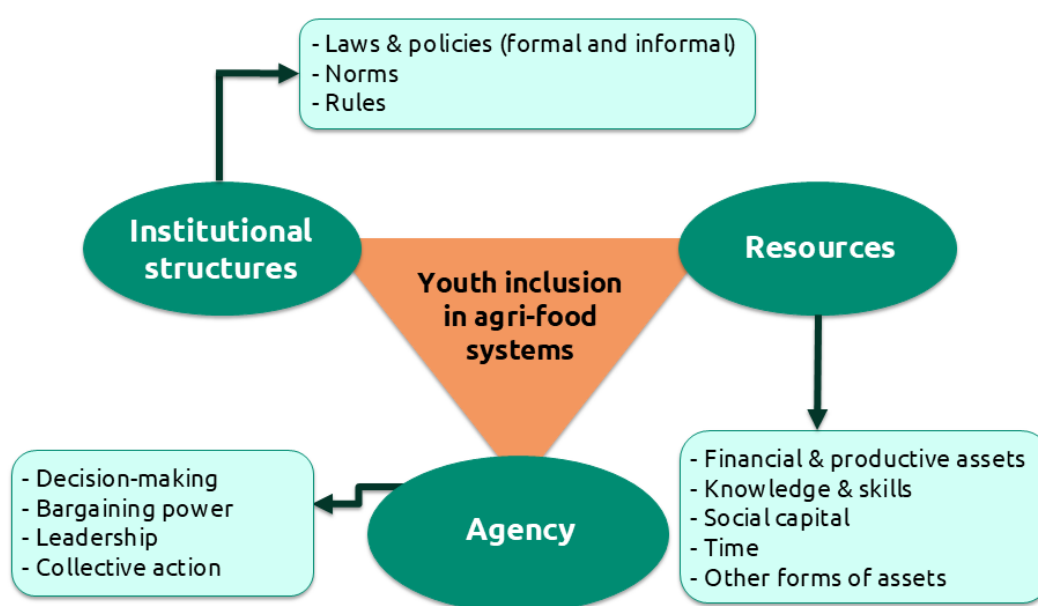 - Laws & policies (formal and informal)
- Norms
- Rules
Institutional
structures
Resources
Youth inclusion
in agri-food
systems
- Decision-making
- Bargaining power
- Leadership
- Collective action
Agency
- Financial & productive assets
- Knowledge & skills
- Social capital
- Time
- Other forms of assets